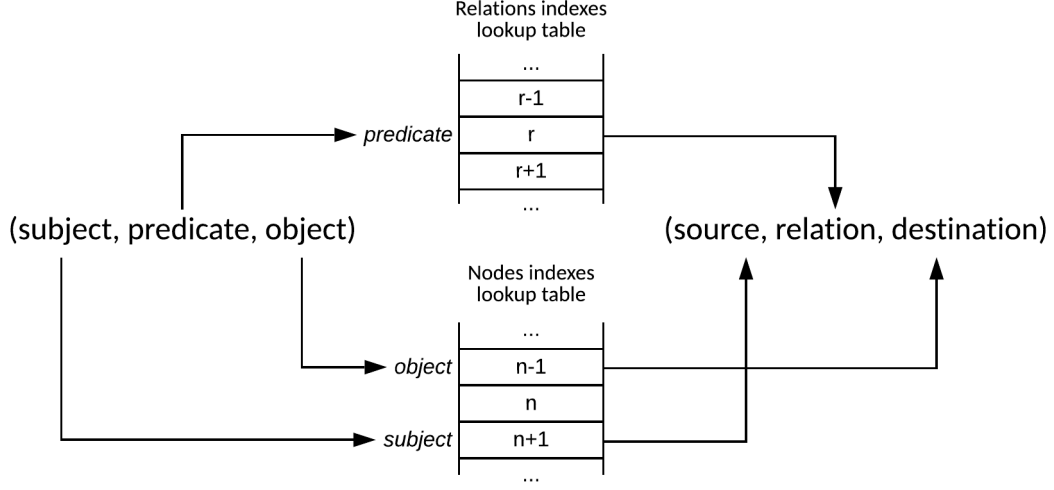 Relations indexes
lookup table
...
r-1
predicate r
r+1
...
(subject, predicate, object)
(source, relation, destination)
Nodes indexes
lookup table
...
object n-1
n
subject n+1
...